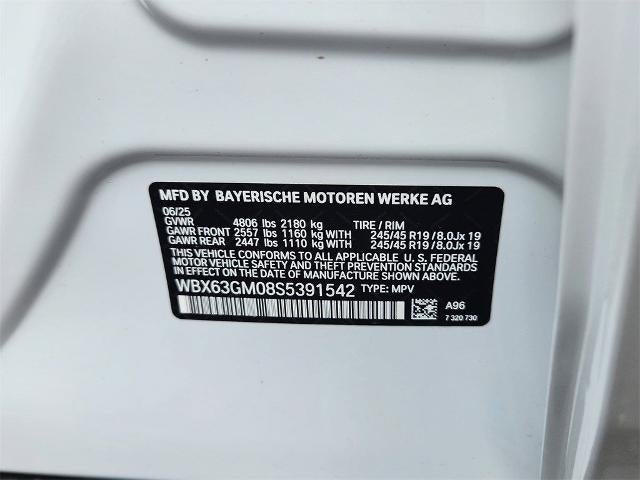 MFD BY BAYERISCHE MOTOREN WERKE AG
06/25
GVWR 4806 lbs 2180 kg TIRE / RIM
GAWR FRONT 2557 lbs 1160 kg WITH 245/45 R19 / 8.0Jx 19
GAWR REAR 2447 lbs 1110 kg WITH 245/45 R19 / 8.0Jx 19
THIS VEHICLE CONFORMS TO ALL APPLICABLE U.S. FEDERAL
MOTOR VEHICLE SAFETY AND THEFT PREVENTION STANDARDS
IN EFFECT ON THE DATE OF MANUFACTURE SHOWN ABOVE.
WBX63GM08S5391542 TYPE: MPV
A96
7 320 730